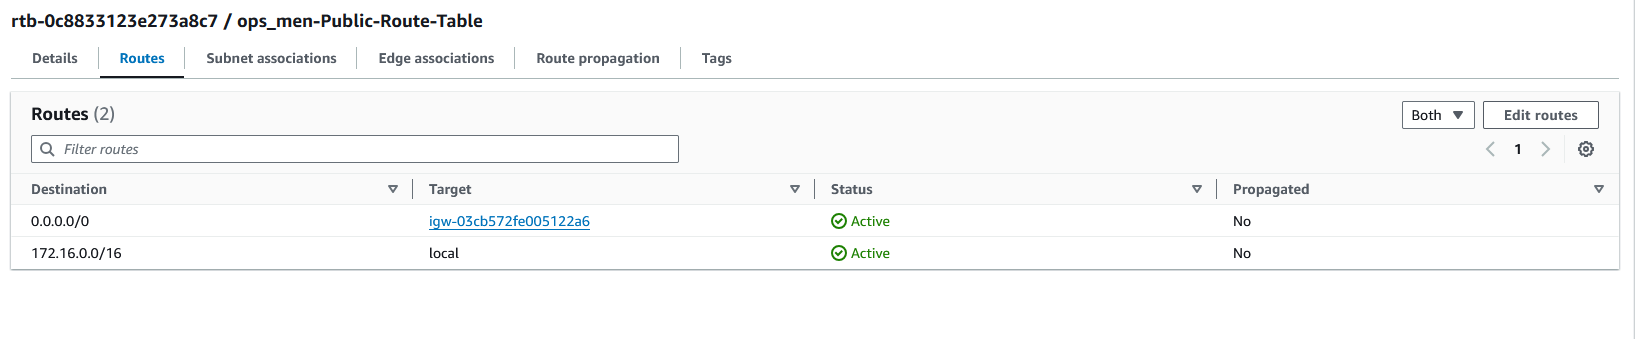 rtb-0c8833123e273a8c7 / ops_men-Public-Route-Table
Details Routes Subnet associations Edge associations Route propagation Tags
Routes (2) Both Edit routes
Filter routes 1
Destination Target Status Propagated
0.0.0.0/0 igw-03cb572fe005122a6 Active No
172.16.0.0/16 local Active No